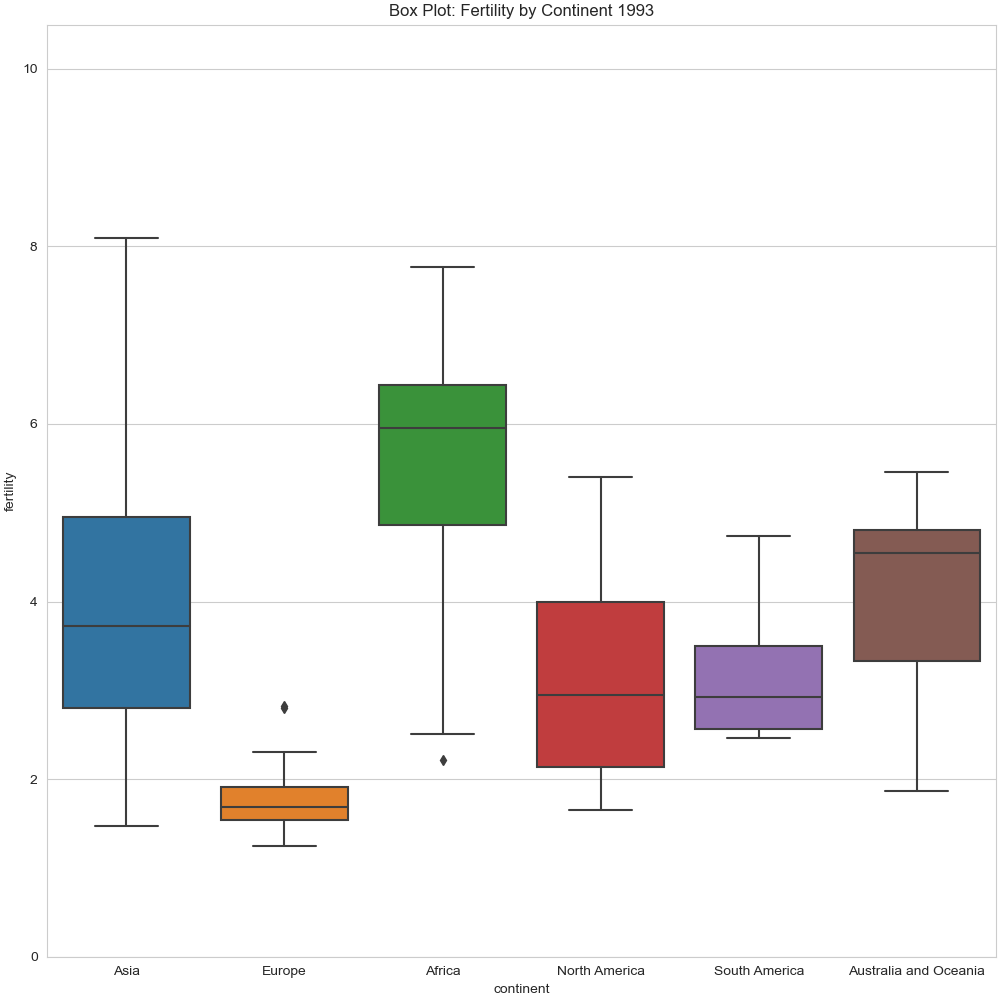 Box Plot: Fertility by Continent 1993
10
8
6
4
2
0
fertility
Asia
Europe
Africa
North America
South America
Australia and Oceania
continent